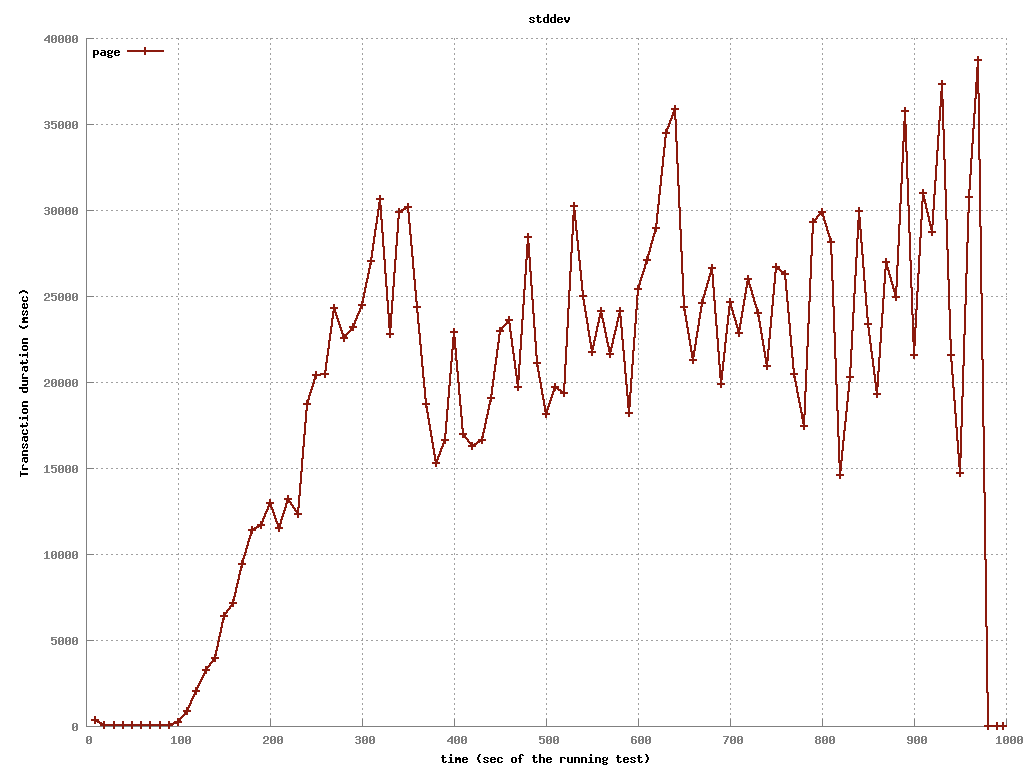 stddev
page
40000
35000
30000
25000
20000
15000
10000
5000
0
Transaction duration (msec)
0 100 200 300 400 500 600 700 800 900 1000
time (sec of the running test)